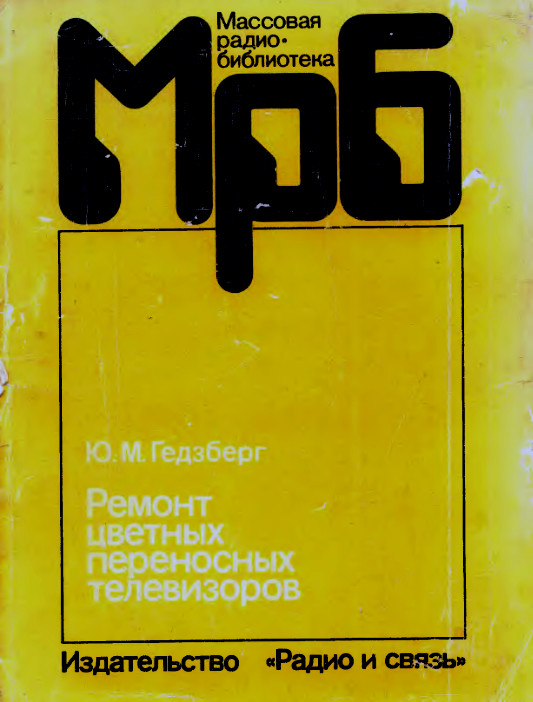 Массовая
радио-
библиотека
Мрб
Ю. М. Гедзберг
Ремонт
цветных
переносных
телевизоров
Издательство «Радио и связь»